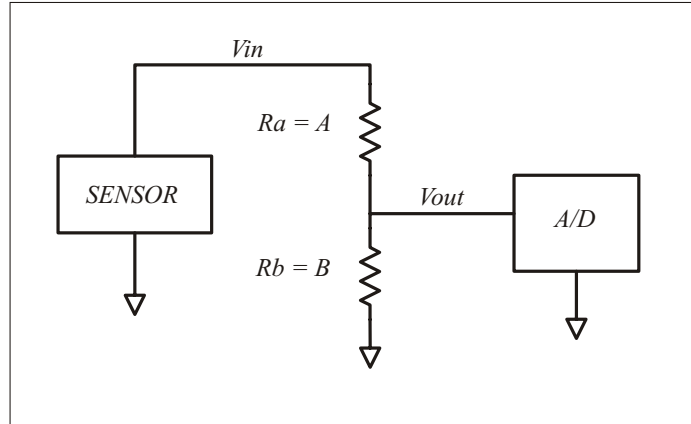 Vin
Ra = A
SENSOR
Vout
A/D
Rb = B